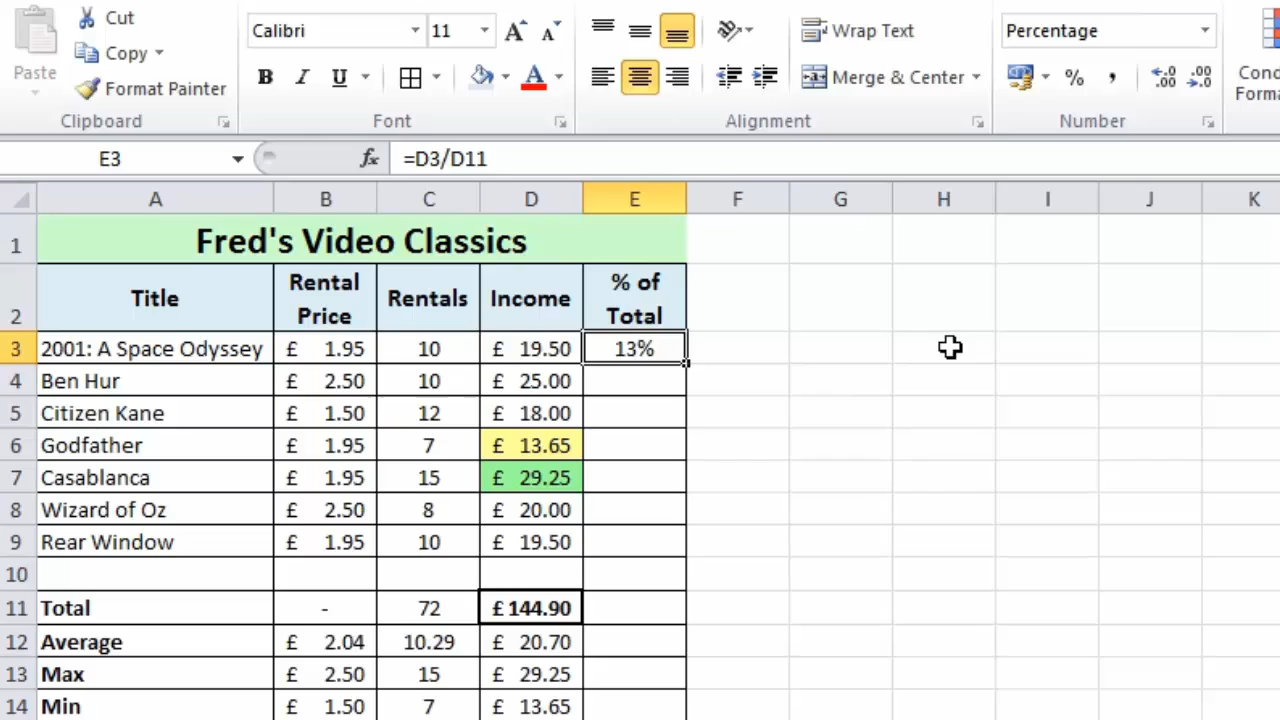 Cut
Copy
Paste
Format Painter
Clipboard
Calibri 11 A A
B I U A
Font
Wrap Text
Merge & Center
Alignment
Percentage
% , .0 .00 .00 .0
Number
Cond
Forma
E3 fx =D3/D11
A B C D E F G H I J K
1 Fred's Video Classics
2 Title Rental Price Rentals Income % of Total
3 2001: A Space Odyssey £ 1.95 10 £ 19.50 13%
4 Ben Hur £ 2.50 10 £ 25.00
5 Citizen Kane £ 1.50 12 £ 18.00
6 Godfather £ 1.95 7 £ 13.65
7 Casablanca £ 1.95 15 £ 29.25
8 Wizard of Oz £ 2.50 8 £ 20.00
9 Rear Window £ 1.95 10 £ 19.50
10
11 Total - 72 £ 144.90
12 Average £ 2.04 10.29 £ 20.70
13 Max £ 2.50 15 £ 29.25
14 Min £ 1.50 7 £ 13.65